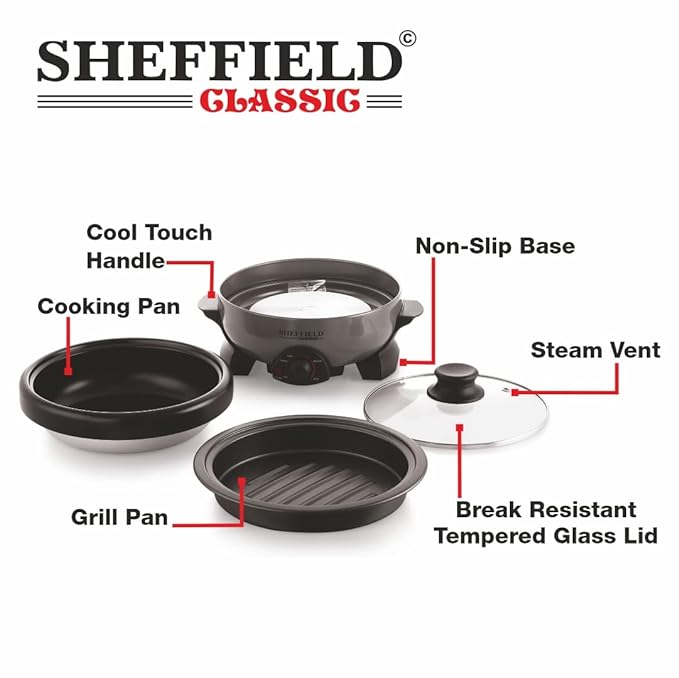 SHEFFIELD©
CLASSIC
Cool Touch
Handle
Non-Slip Base
Cooking Pan
SHEFFIELD
CLASSIC
Steam Vent
Grill Pan
Break Resistant
Tempered Glass Lid